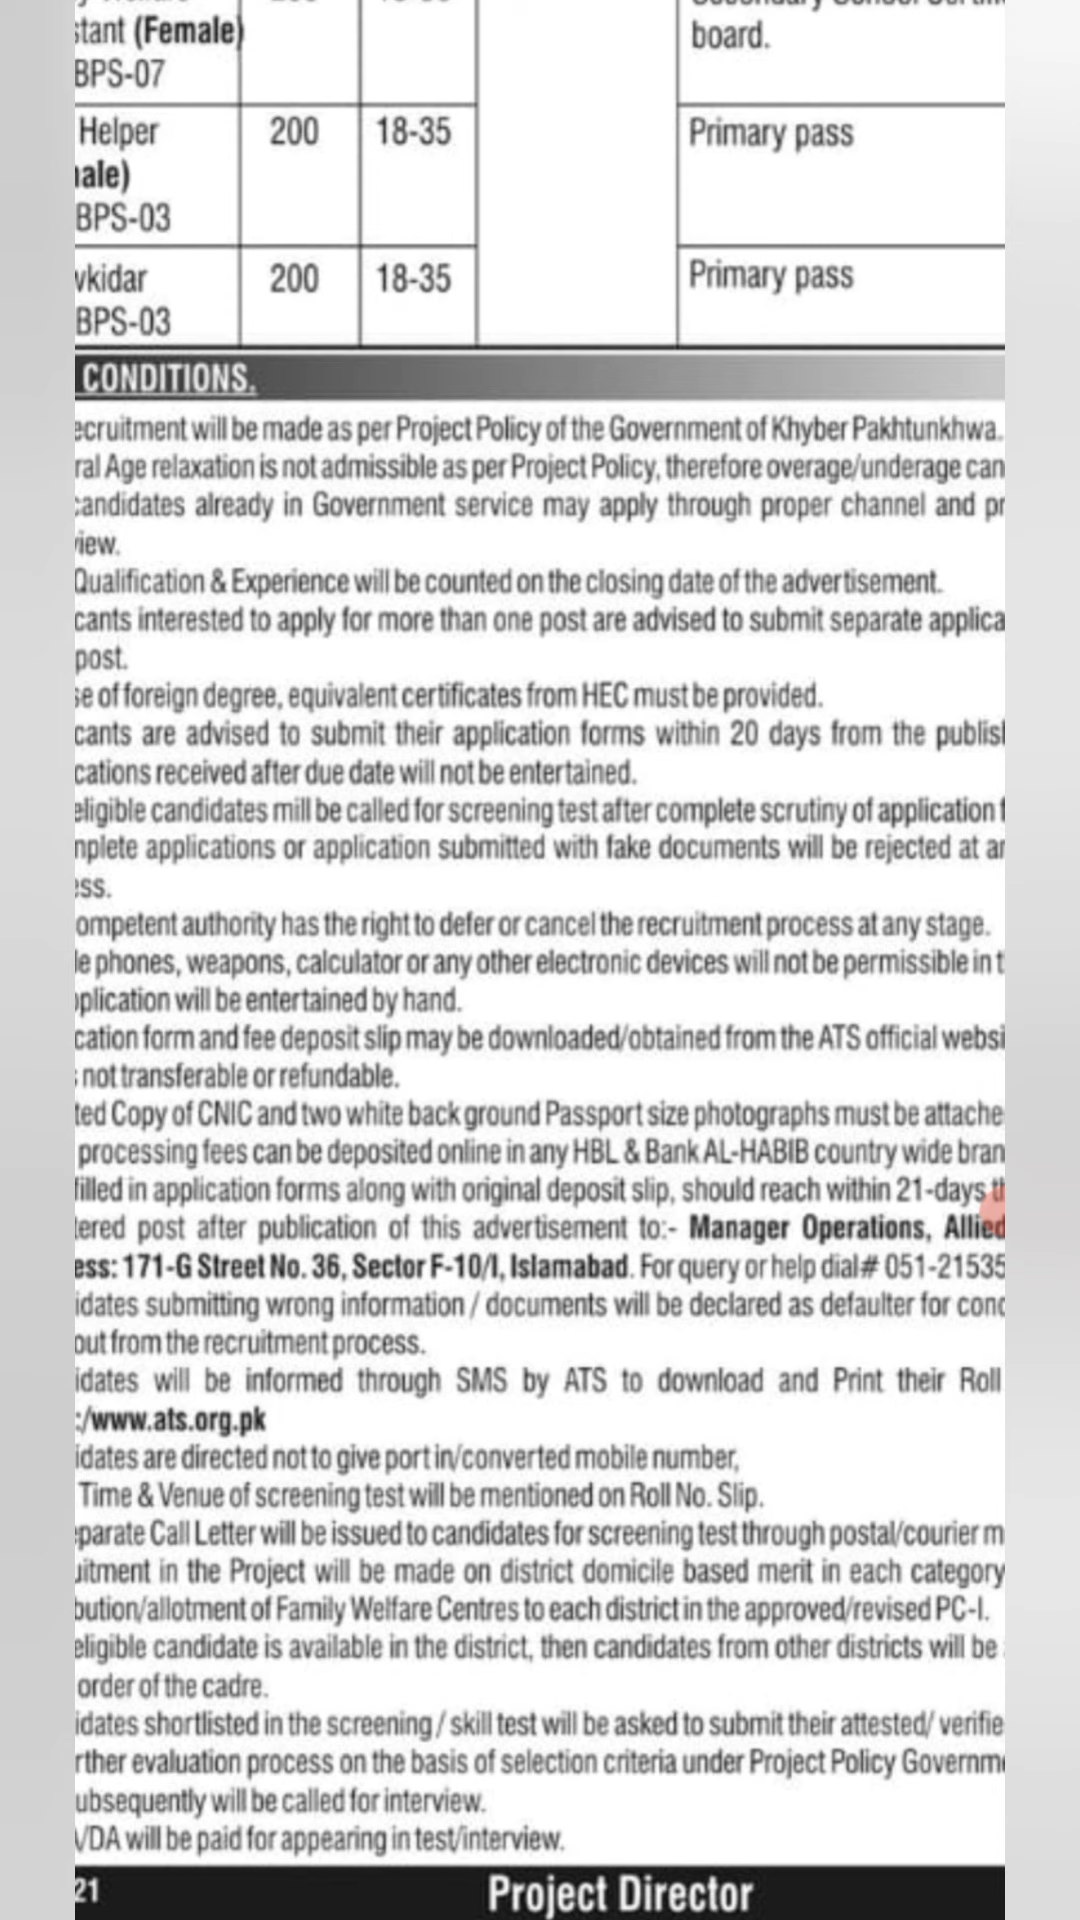 stant (Female)
board.
BPS-07
Helper 200 18-35 Primary pass
ale)
BPS-03
vkidar 200 18-35 Primary pass
BPS-03
CONDITIONS.
ecruitment will be made as per Project Policy of the Government of Khyber Pakhtunkhwa.
ral Age relaxation is not admissible as per Project Policy, therefore overage/underage can
candidates already in Government service may apply through proper channel and pr
iew.
Qualification & Experience will be counted on the closing date of the advertisement.
cants interested to apply for more than one post are advised to submit separate applica
post.
se of foreign degree, equivalent certificates from HEC must be provided.
cants are advised to submit their application forms within 20 days from the publis
cations received after due date will not be entertained.
eligible candidates mill be called for screening test after complete scrutiny of application f
nplete applications or application submitted with fake documents will be rejected at an
ess.
ompetent authority has the right to defer or cancel the recruitment process at any stage.
le phones, weapons, calculator or any other electronic devices will not be permissible in t
plication will be entertained by hand.
cation form and fee deposit slip may be downloaded/obtained from the ATS official websi
not transferable or refundable.
ted Copy of CNIC and two white back ground Passport size photographs must be attache
processing fees can be deposited online in any HBL & Bank AL-HABIB country wide bran
filled in application forms along with original deposit slip, should reach within 21-days th
tered post after publication of this advertisement to:- Manager Operations, Allied
ess: 171-G Street No. 36, Sector F-10/I, Islamabad. For query or help dial# 051-21535
idates submitting wrong information / documents will be declared as defaulter for conc
out from the recruitment process.
idates will be informed through SMS by ATS to download and Print their Roll
:/www.ats.org.pk
idates are directed not to give port in/converted mobile number,
Time & Venue of screening test will be mentioned on Roll No. Slip.
parate Call Letter will be issued to candidates for screening test through postal/courier m
uitment in the Project will be made on district domicile based merit in each category
bution/allotment of Family Welfare Centres to each district in the approved/revised PC-I.
eligible candidate is available in the district, then candidates from other districts will be
order of the cadre.
idates shortlisted in the screening / skill test will be asked to submit their attested/ verifie
rther evaluation process on the basis of selection criteria under Project Policy Governme
ubsequently will be called for interview.
/DA will be paid for appearing in test/interview.
21 Project Director